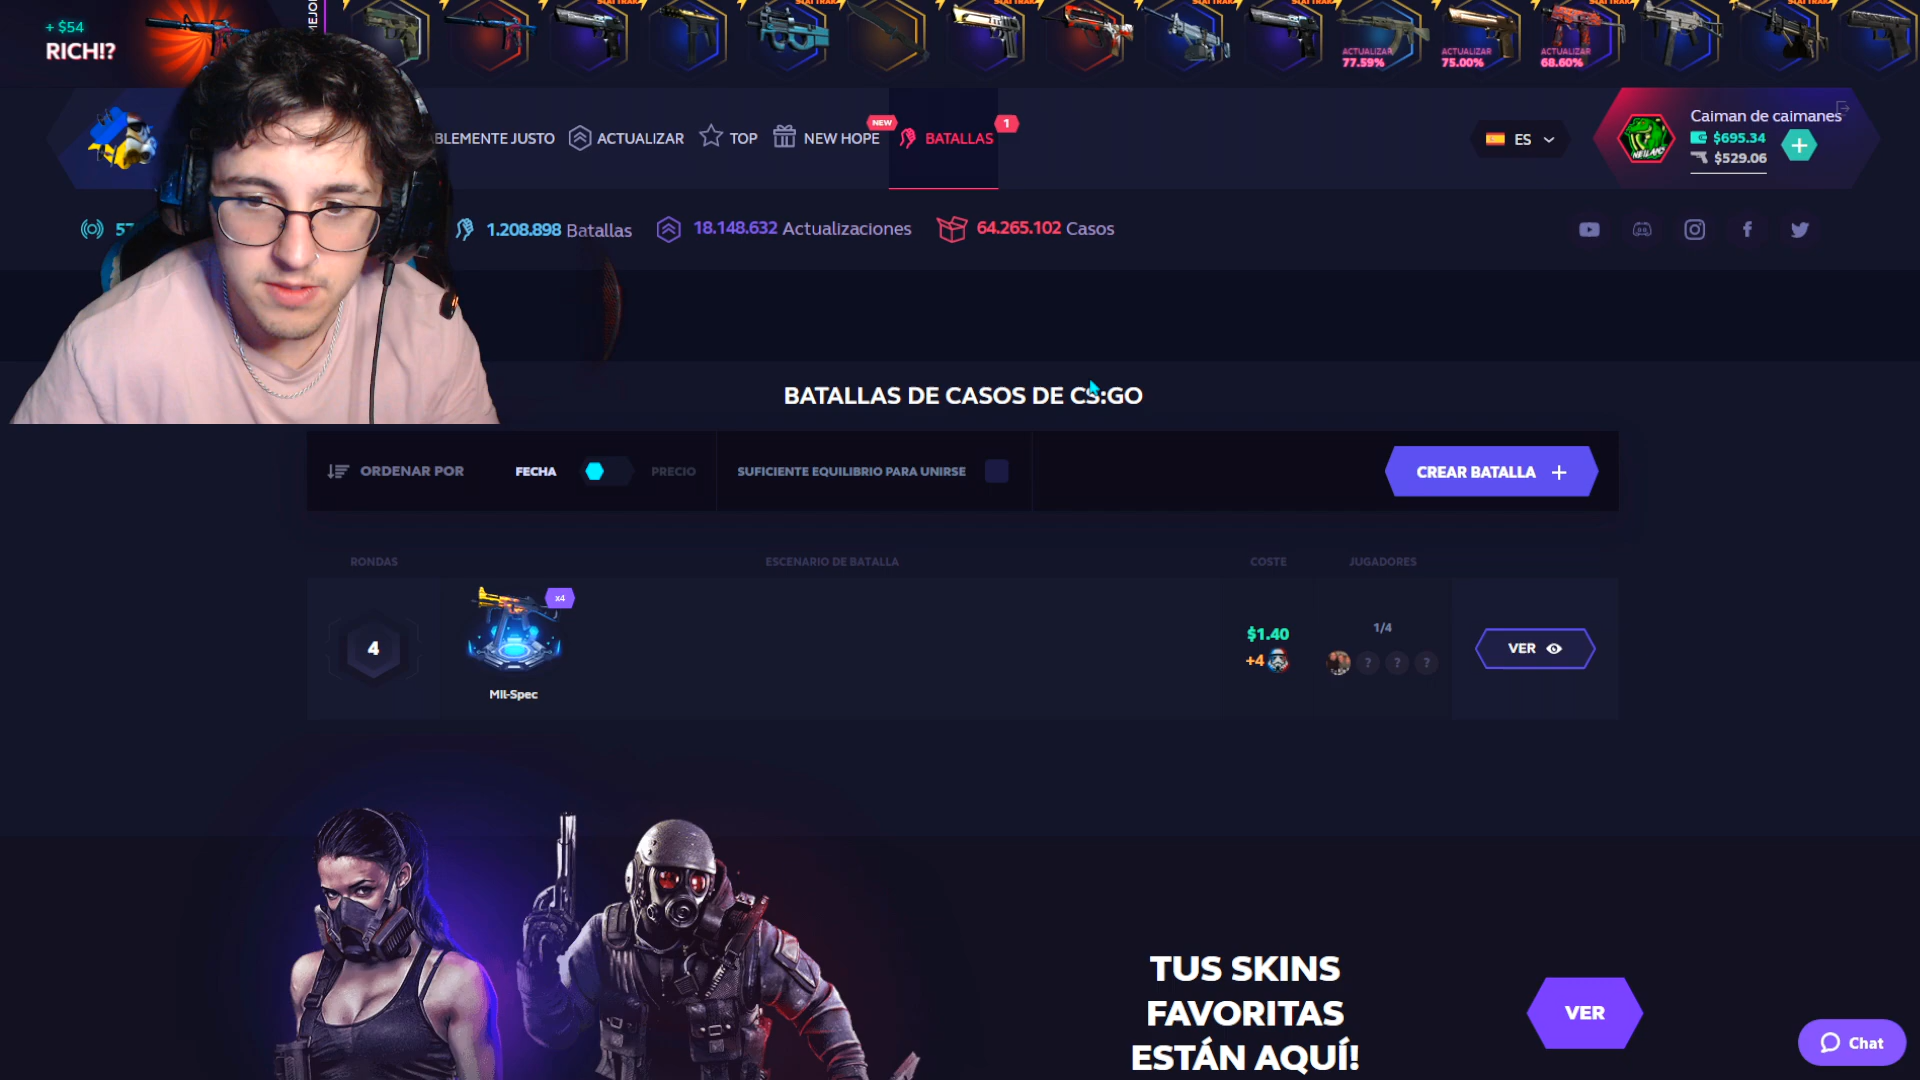 + $54
RICH!?
ACTUALIZAR
77.59%
ACTUALIZAR
75.00%
ACTUALIZAR
68.60%
BLEMENTE JUSTO
ACTUALIZAR
TOP
NEW HOPE
NEW
BATALLAS
1
ES
Caiman de caimanes
$695.34
$529.06
57
1.208.898 Batallas
18.148.632 Actualizaciones
64.265.102 Casos
BATALLAS DE CASOS DE CS:GO
ORDENAR POR
FECHA
PRECIO
SUFICIENTE EQUILIBRIO PARA UNIRSE
CREAR BATALLA +
RONDAS
ESCENARIO DE BATALLA
COSTE
JUGADORES
4
x4
Mil-Spec
$1.40
+4
1/4
? ? ?
VER
TUS SKINS
FAVORITAS
ESTÁN AQUÍ!
VER
Chat